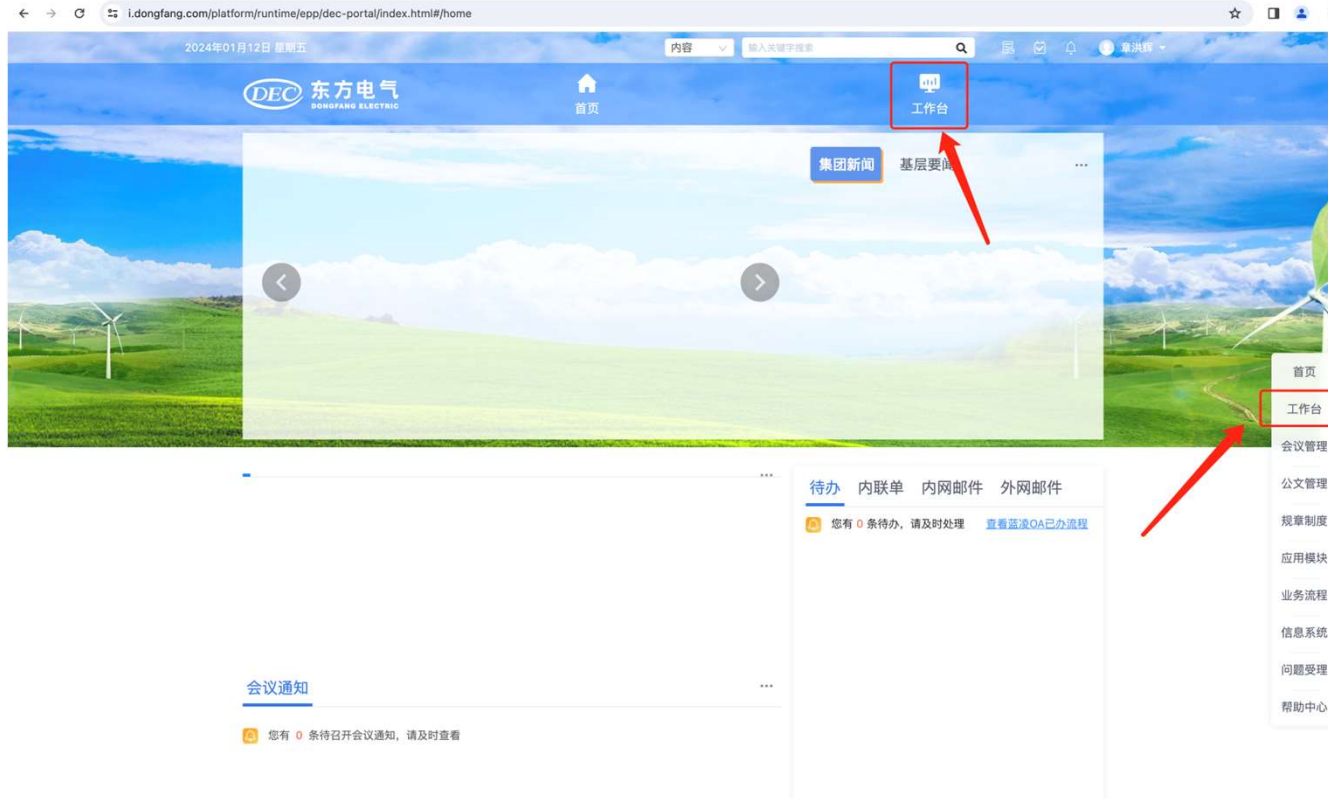 i.dongfang.com/platform/runtime/epp/dec-portal/index.html#/home
2024年01月12日 星期五
内容
输入关键字搜索
章洪辉
DEC 东方电气
DONGFANG ELECTRIC
首页
工作台
集团新闻 基层要闻
首页
工作台
会议管理
公文管理
规章制度
应用模块
业务流程
信息系统
问题受理
帮助中心
待办 内联单 内网邮件 外网邮件
您有 0 条待办，请及时处理 查看蓝凌OA已办流程
会议通知
您有 0 条待召开会议通知，请及时查看